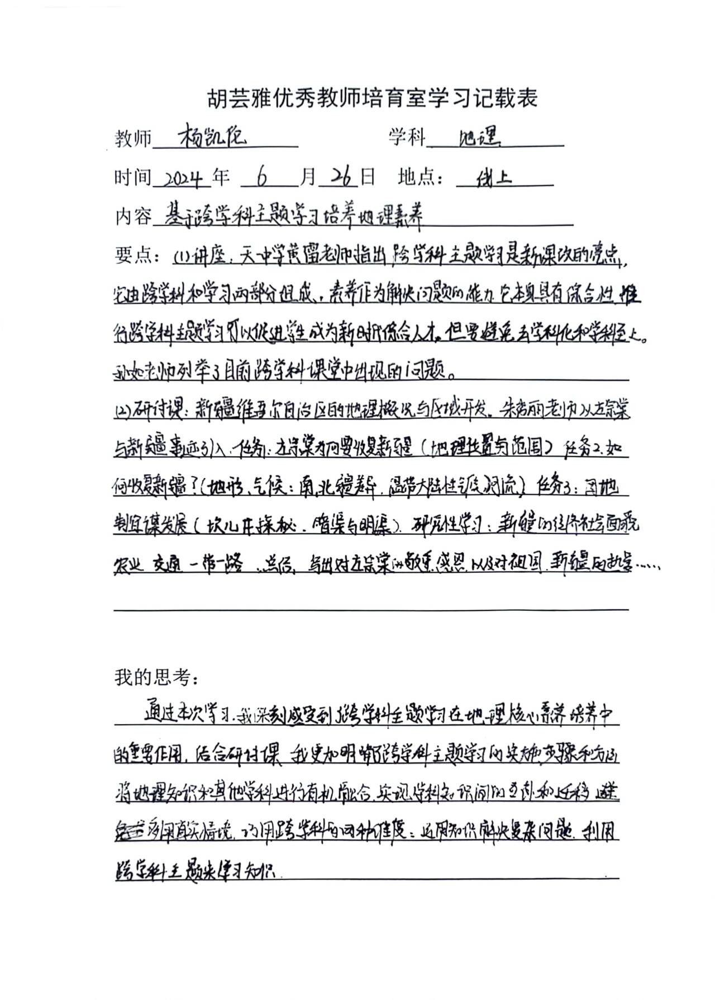 胡芸雅优秀教师培育室学习记载表
教师 杨凯伦 学科 地理
时间 2024 年 6 月 26 日 地点： 线上
内容 基于跨学科主题学习培养地理素养
要点：(1)讲座：天中学黄留老师指出,跨学科主题学习是新课改的亮点,
它由跨学科和学习两部分组成。素养作为解决问题的能力,它本身具有综合性,推
行跨学科主题学习可以促进学生成为新时代综合人才。但要避免去学科化和学科至上。
老师列举了目前跨学科课堂中出现的问题。
(2)研讨课：新疆维吾尔自治区的地理概况与区域开发。朱老师以左宗棠
与新疆事迹引入.任务1:左宗棠为何要收复新疆(地理位置与范围) 任务2.如
何收复新疆?(地形、气候：南,北疆差异.温带大陆性气候,河流) 任务3：因地
制宜谋发展(坎儿井探秘.暗渠与明渠). 研究性学习：新疆的经济社会面貌
农业 交通 一带一路 .总结,写出对左宗棠的敬重,感恩.以及对祖国.新疆的热爱……
我的思考：
通过本次学习.我深刻感受到了跨学科主题学习在地理核心素养培养中
的重要作用.结合研讨课 我更加明晰了跨学科主题学习的实施步骤和方法
将地理知识和其他学科进行有机融合.实现学科知识间的互补和迁移
多用真实情境.巧用跨学科的两种维度：运用知识解决复杂问题.利用
跨学科主题来学习知识.